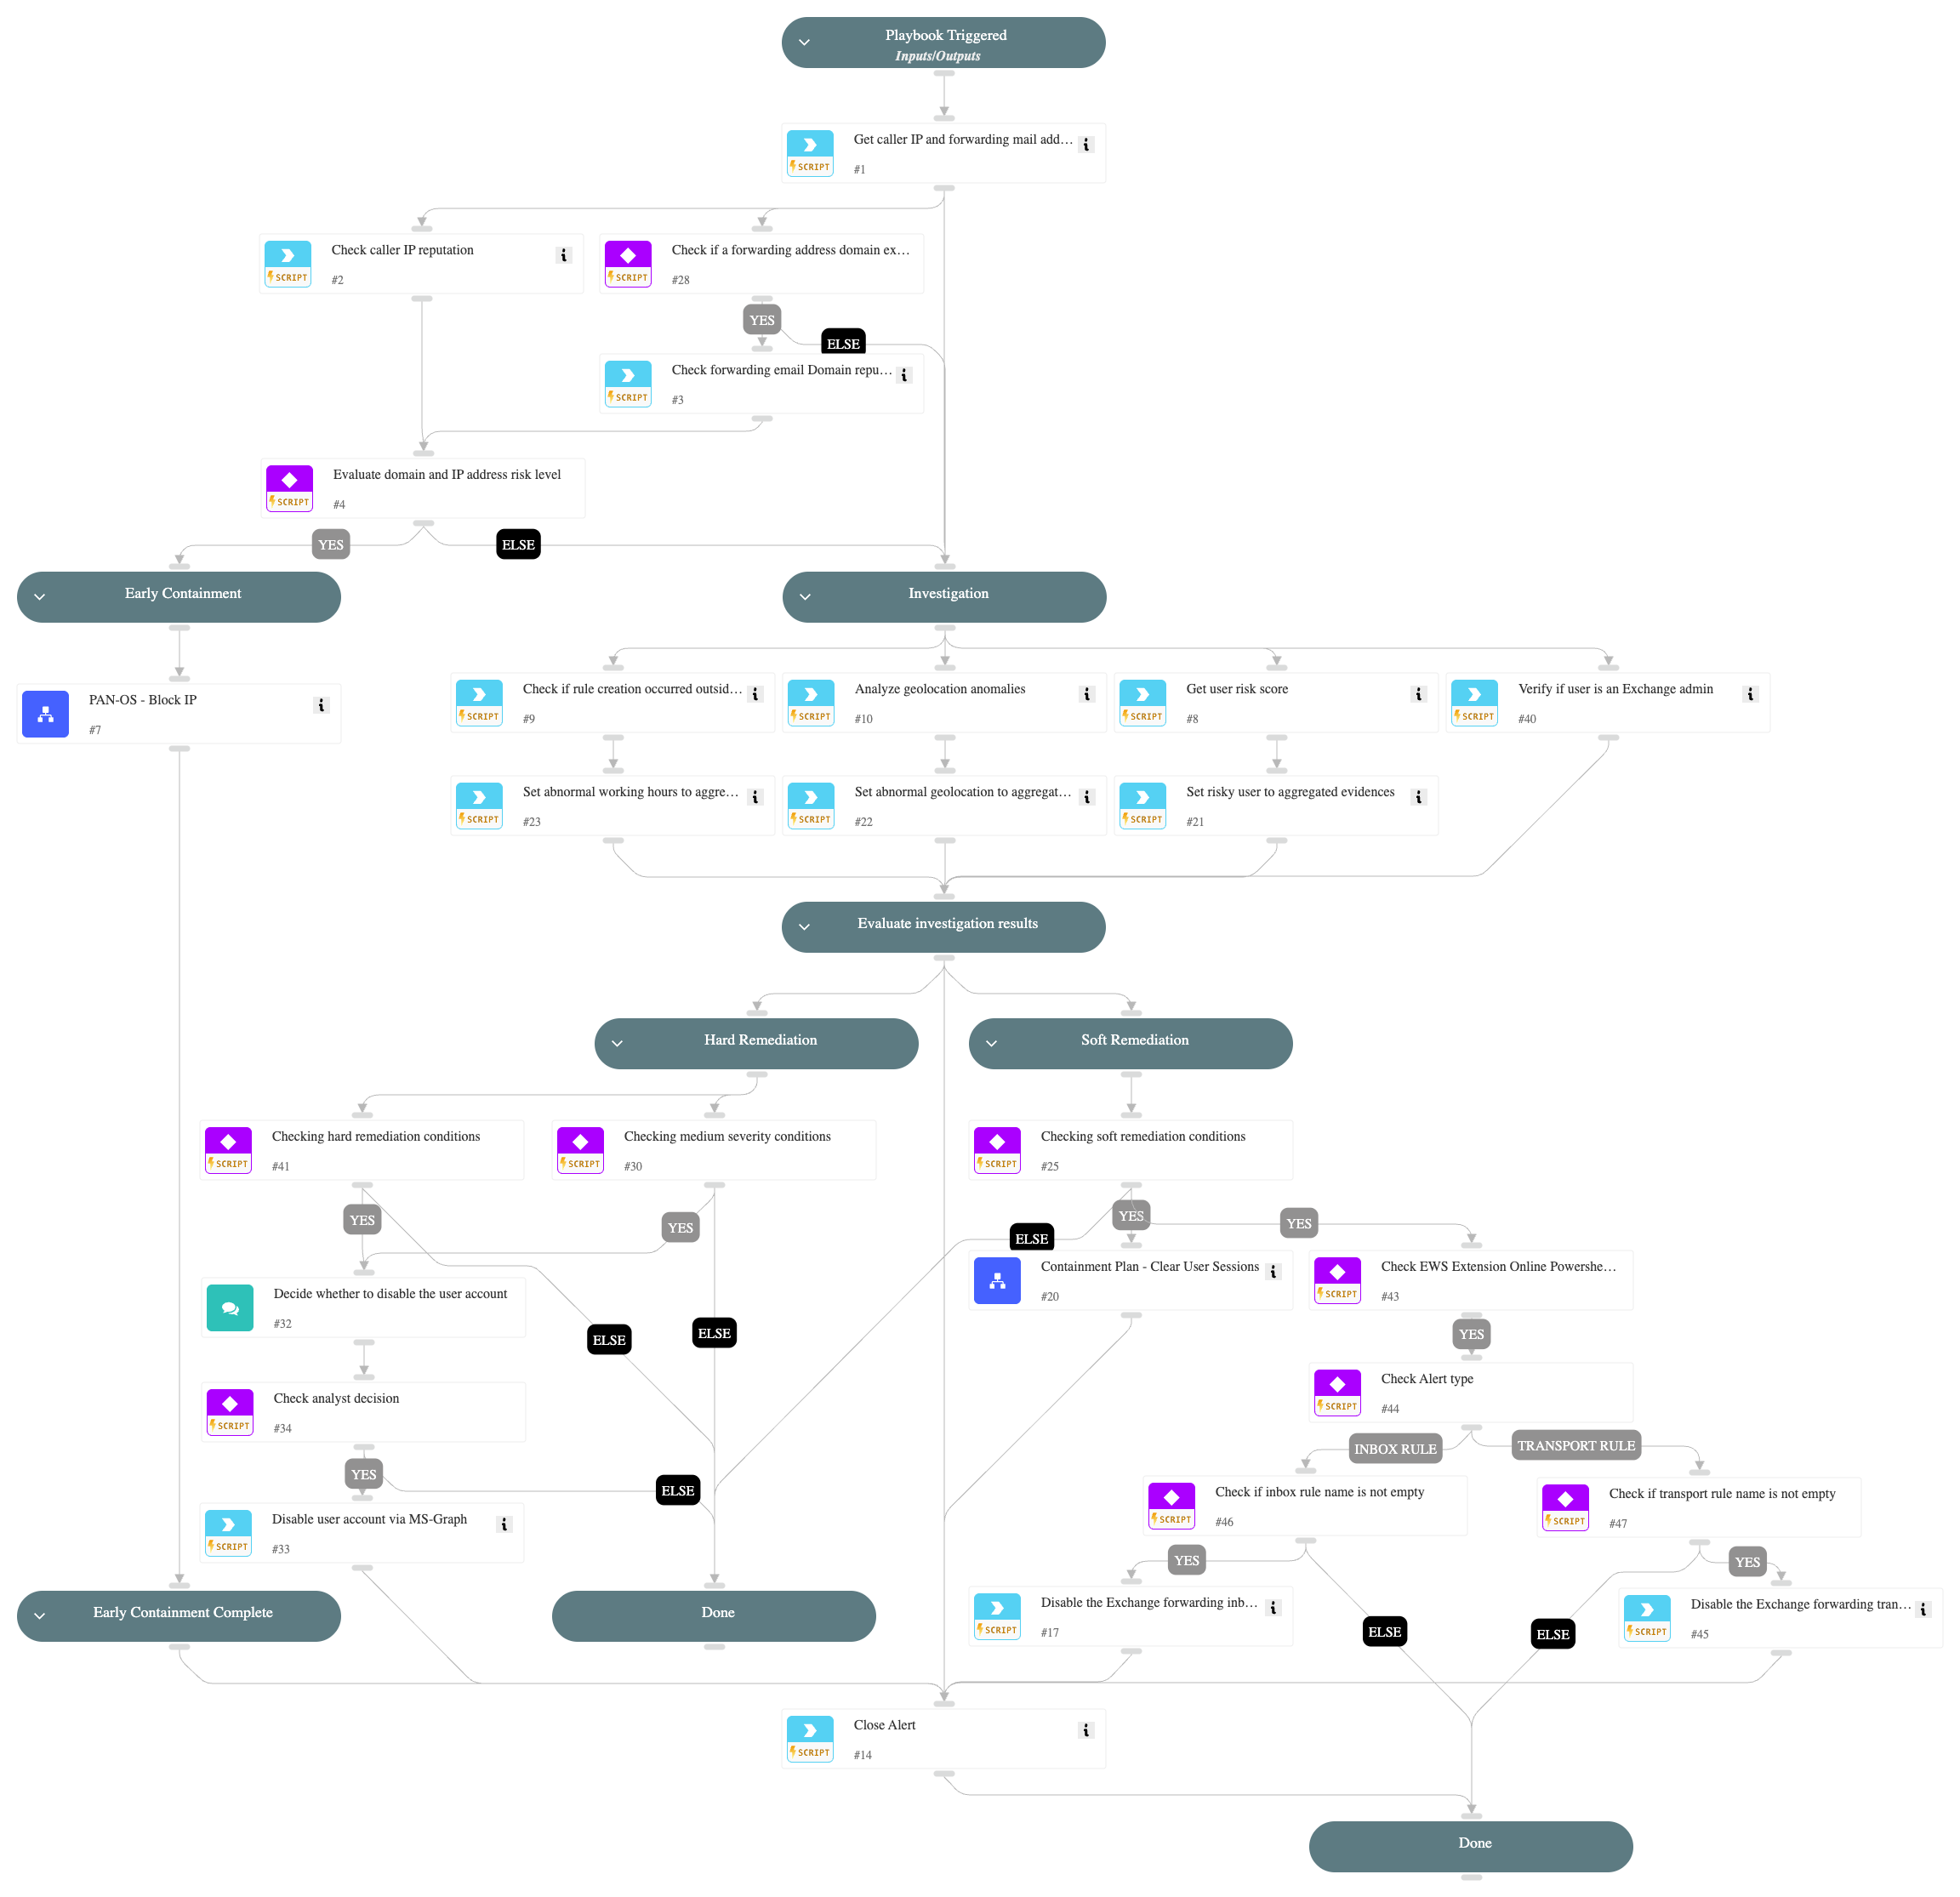 Playbook Triggered
Inputs/Outputs
Get caller IP and forwarding mail add…
#1
SCRIPT
Check caller IP reputation
#2
SCRIPT
Check if a forwarding address domain ex…
#28
SCRIPT
YES
ELSE
Check forwarding email Domain repu…
#3
SCRIPT
Evaluate domain and IP address risk level
#4
SCRIPT
YES
ELSE
Early Containment
Investigation
PAN-OS - Block IP
#7
Check if rule creation occurred outsid…
#9
SCRIPT
Analyze geolocation anomalies
#10
SCRIPT
Get user risk score
#8
SCRIPT
Verify if user is an Exchange admin
#40
SCRIPT
Set abnormal working hours to aggre…
#23
SCRIPT
Set abnormal geolocation to aggregat…
#22
SCRIPT
Set risky user to aggregated evidences
#21
SCRIPT
Evaluate investigation results
Hard Remediation
Soft Remediation
Checking hard remediation conditions
#41
SCRIPT
Checking medium severity conditions
#30
SCRIPT
Checking soft remediation conditions
#25
SCRIPT
YES
YES
ELSE
YES
YES
Decide whether to disable the user account
#32
ELSE
ELSE
Containment Plan - Clear User Sessions
#20
Check EWS Extension Online Powershe…
#43
SCRIPT
YES
Check analyst decision
#34
SCRIPT
Check Alert type
#44
SCRIPT
INBOX RULE
TRANSPORT RULE
YES
ELSE
Check if inbox rule name is not empty
#46
SCRIPT
Check if transport rule name is not empty
#47
SCRIPT
Disable user account via MS-Graph
#33
SCRIPT
YES
YES
Early Containment Complete
Done
Disable the Exchange forwarding inb…
#17
SCRIPT
ELSE
ELSE
Disable the Exchange forwarding tran…
#45
SCRIPT
Close Alert
#14
SCRIPT
Done